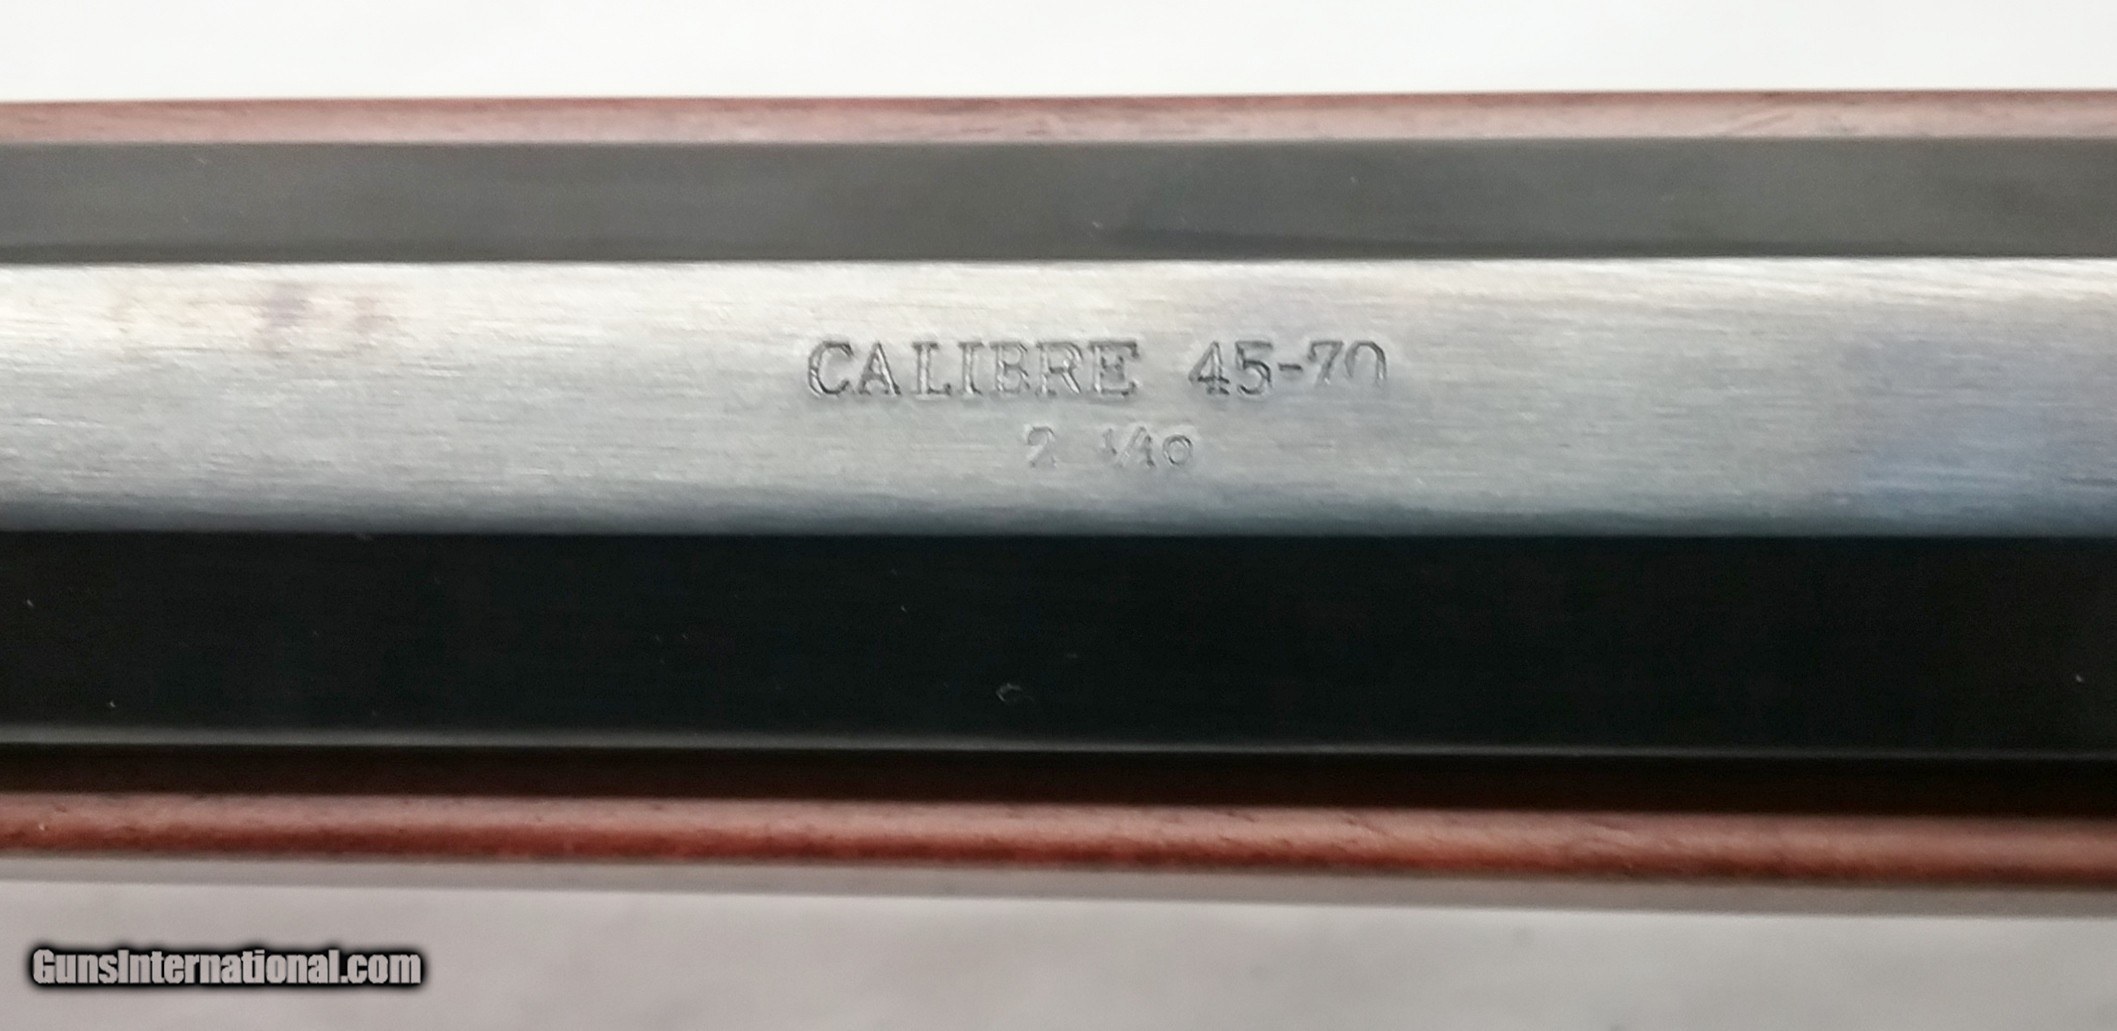 CALIBRE 45-70
2 1/10
GunsInternational.com